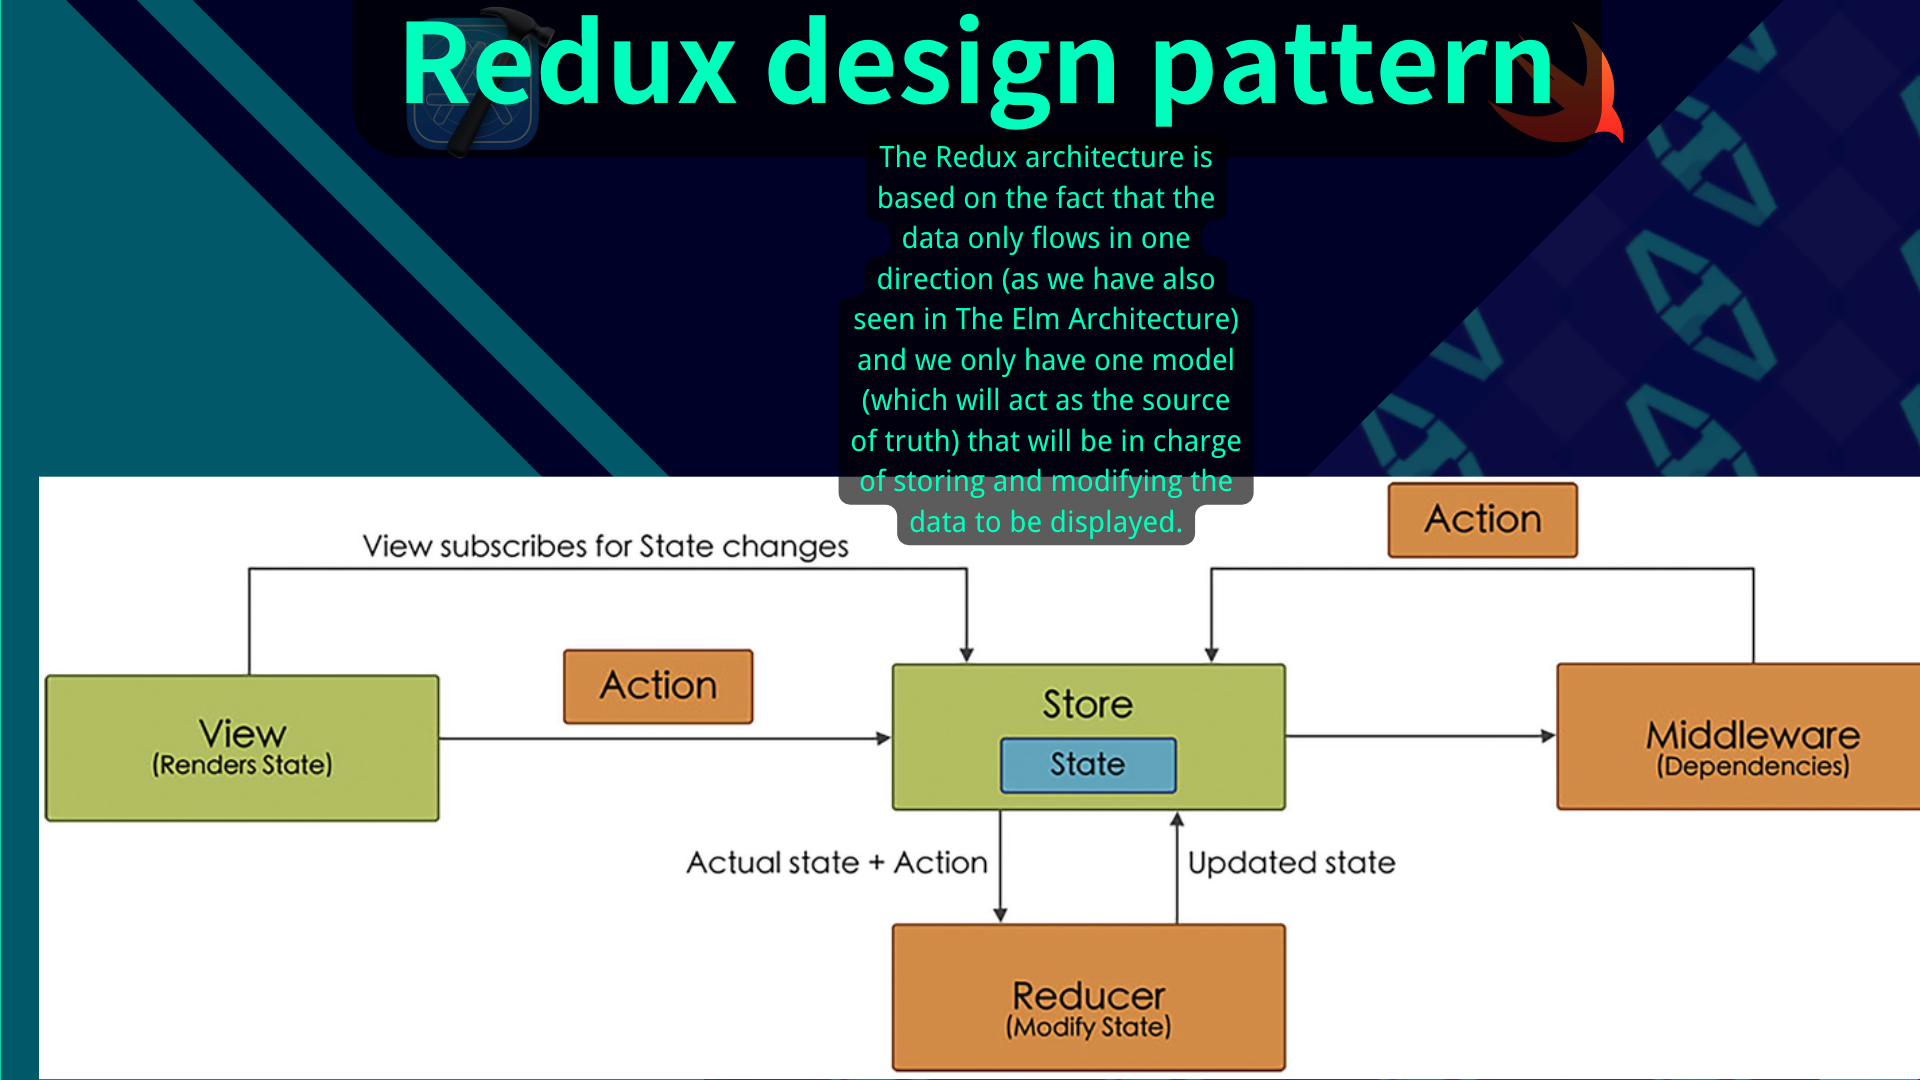 Redux design pattern
The Redux architecture is
based on the fact that the
data only flows in one
direction (as we have also
seen in The Elm Architecture)
and we only have one model
(which will act as the source
of truth) that will be in charge
of storing and modifying the
data to be displayed.
Action
View subscribes for State changes
Action
View
(Renders State)
Store
State
Middleware
(Dependencies)
Actual state + Action
Updated state
Reducer
(Modify State)